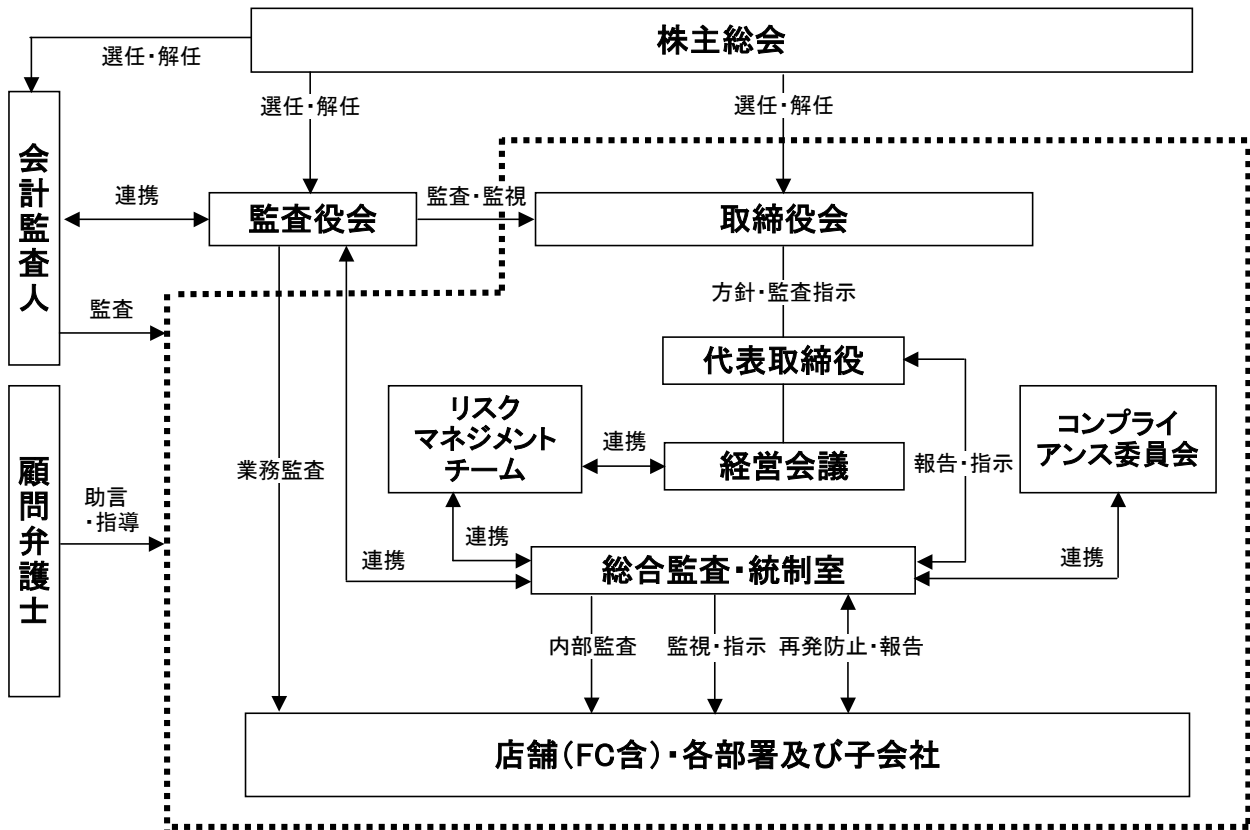 株主総会
選任・解任
選任・解任
選任・解任
会計監査人
連携
監査役会
監査・監視
取締役会
監査
方針・監査指示
代表取締役
リスク
マネジメント
チーム
連携
経営会議
報告・指示
コンプライ
アンス委員会
顧問弁護士
助言
・指導
業務監査
連携
連携
総合監査・統制室
連携
内部監査
監視・指示
再発防止・報告
店舗(FC含)・各部署及び子会社